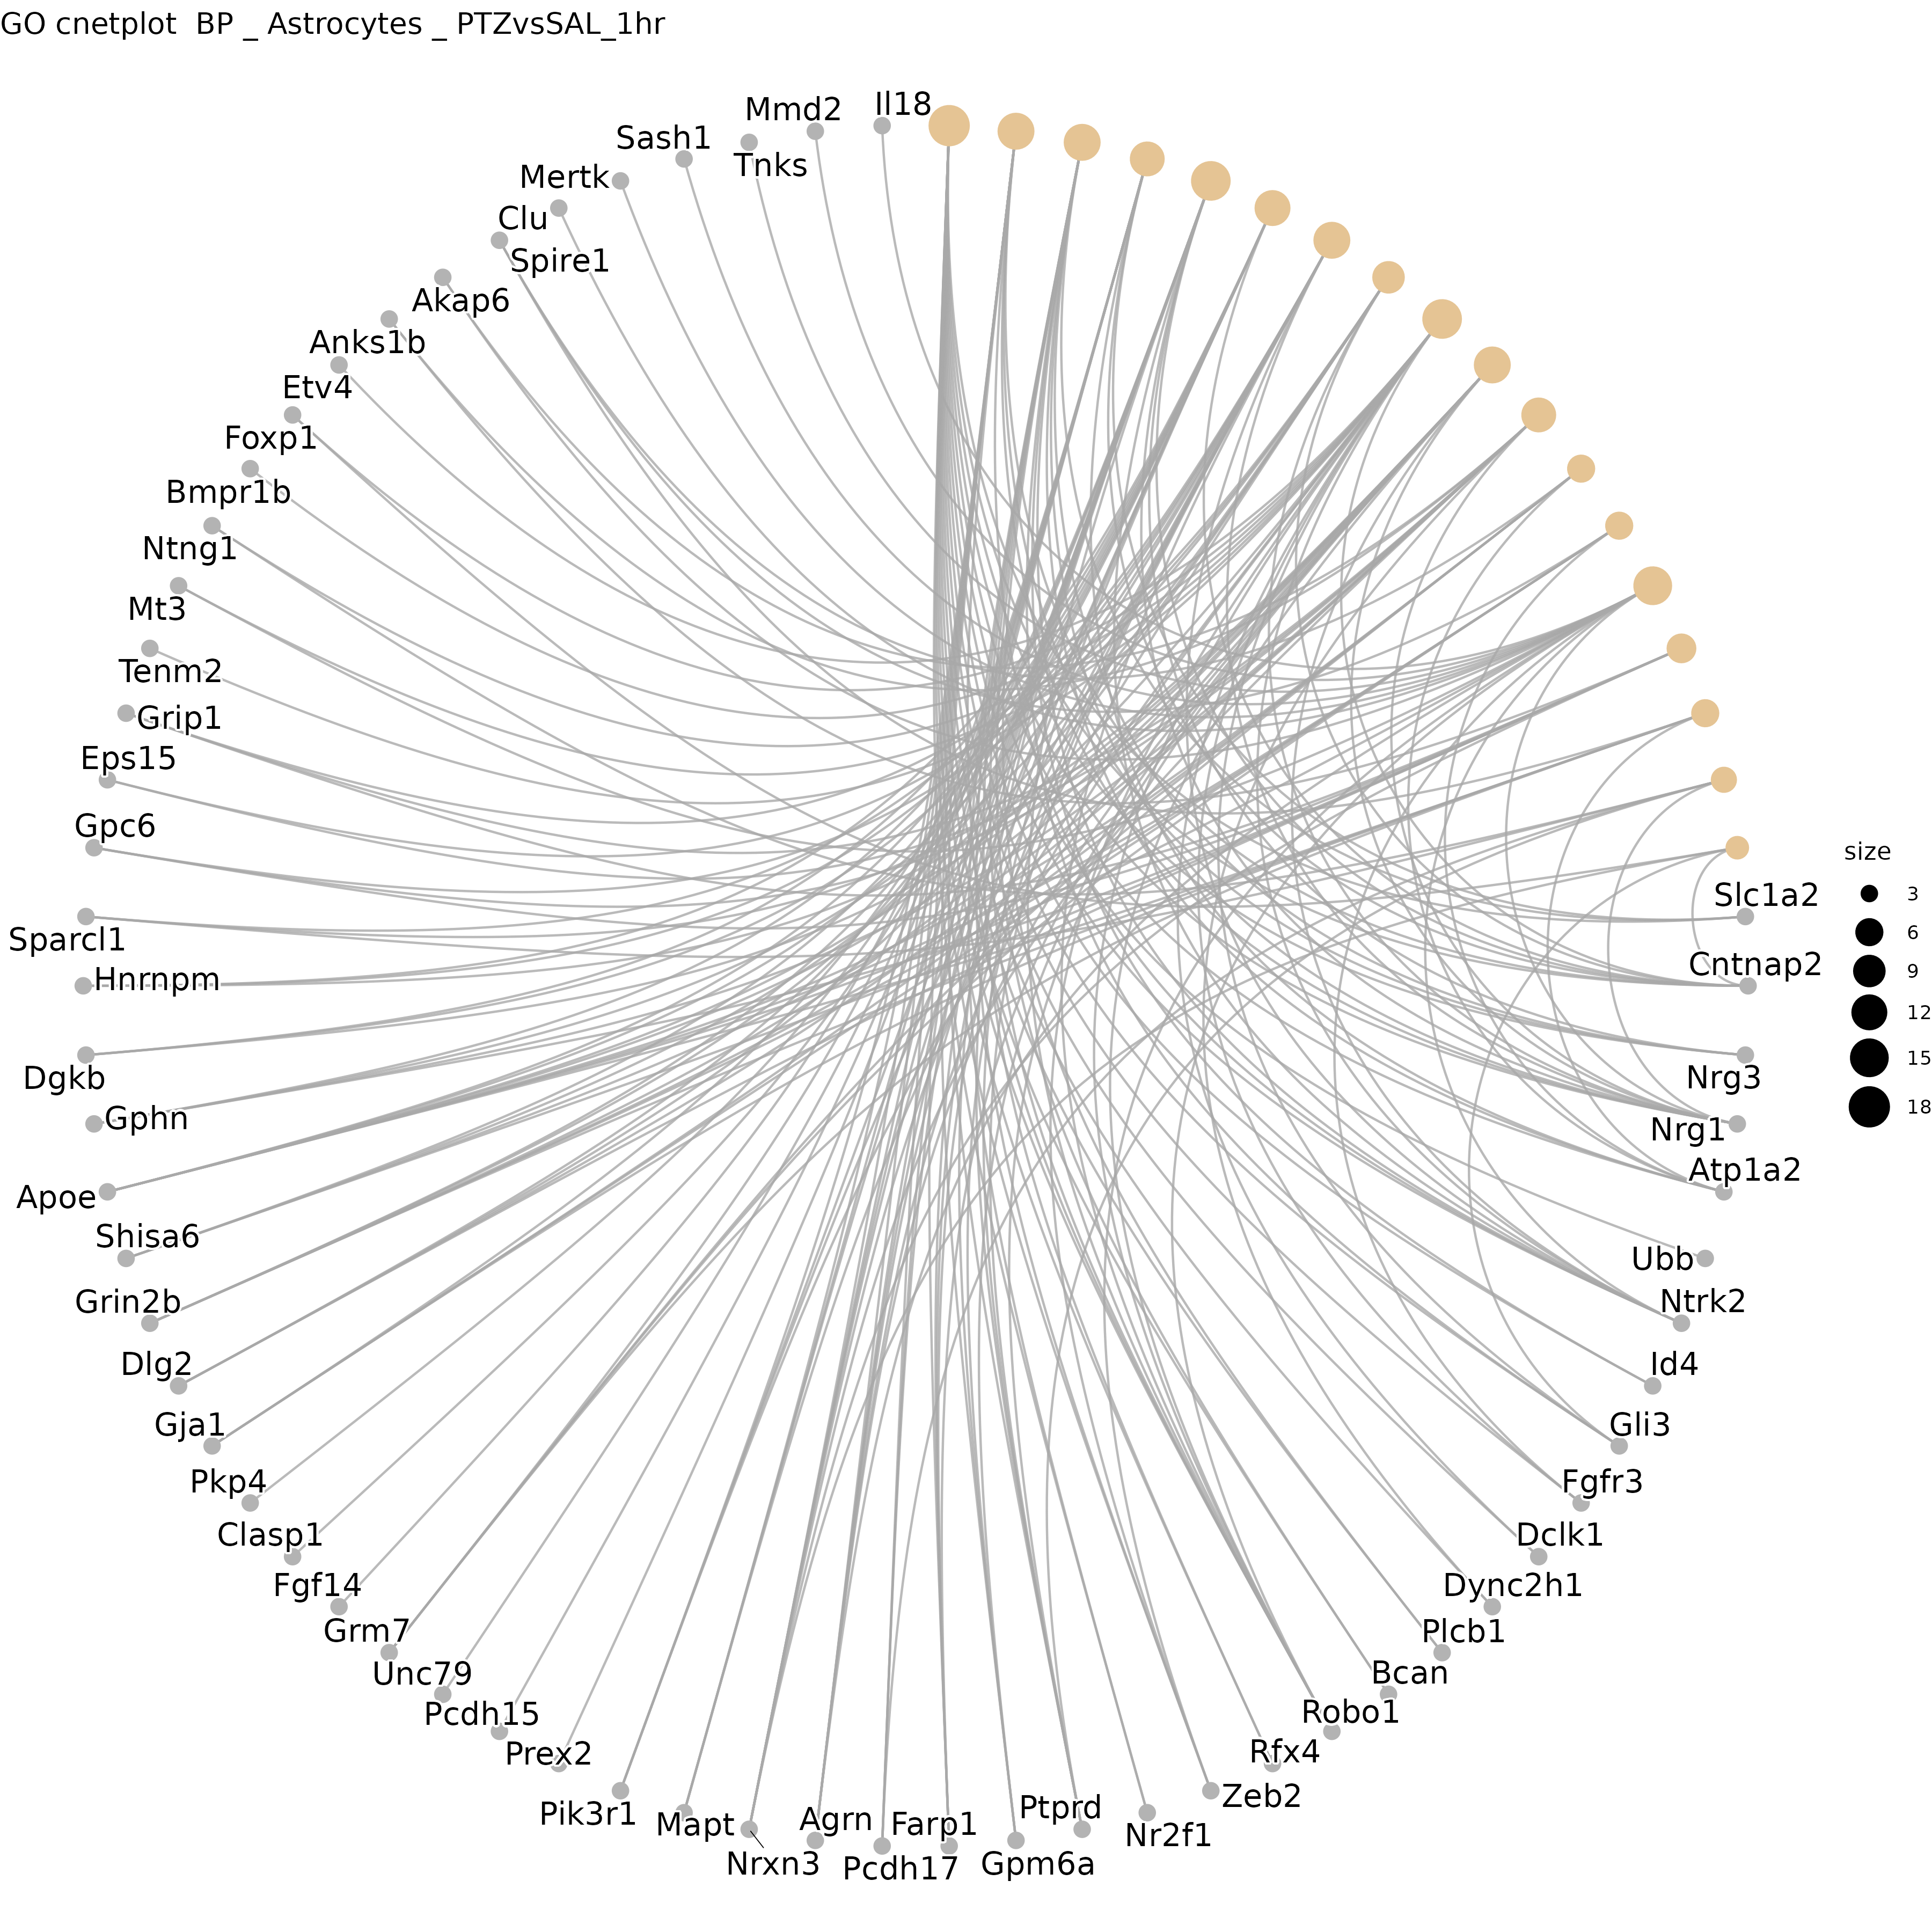 GO cnetplot  BP _ Astrocytes _ PTZvsSAL_1hr
Il18
Mmd2
Tnks
Sash1
Mertk
Clu
Spire1
Akap6
Anks1b
Etv4
Foxp1
Bmpr1b
Ntng1
Mt3
Tenm2
Grip1
Eps15
Gpc6
Sparcl1
Hnrnpm
Dgkb
Gphn
Apoe
Shisa6
Grin2b
Dlg2
Gja1
Pkp4
Clasp1
Fgf14
Grm7
Unc79
Pcdh15
Prex2
Pik3r1
Mapt
Nrxn3
Agrn
Pcdh17
Farp1
Gpm6a
Ptprd
Nr2f1
Zeb2
Rfx4
Robo1
Bcan
Plcb1
Dync2h1
Dclk1
Fgfr3
Gli3
Id4
Ntrk2
Ubb
Atp1a2
Nrg1
Nrg3
Cntnap2
Slc1a2
size
3
6
9
12
15
18